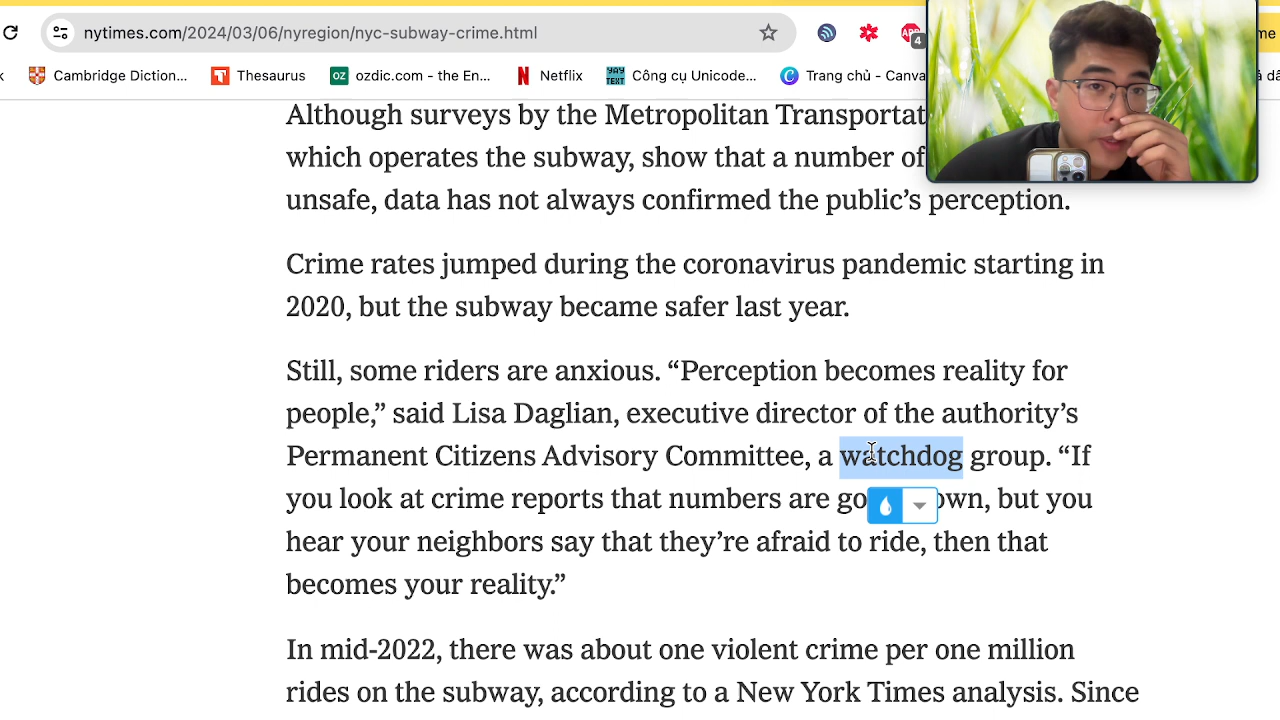 nytimes.com/2024/03/06/nyregion/nyc-subway-crime.html
4
me
k Cambridge Diction... Thesaurus OZ ozdic.com - the En... Netflix YAY TEXT Công cụ Unicode... Trang chủ - Canva
Although surveys by the Metropolitan
which operates the subway, show that a number of
unsafe, data has not always confirmed the public’s perception.
Crime rates jumped during the coronavirus pandemic starting in
2020, but the subway became safer last year.
Still, some riders are anxious. “Perception becomes reality for
people,” said Lisa Daglian, executive director of the authority’s
Permanent Citizens Advisory Committee, a watchdog group. “If
you look at crime reports that numbers are but you
hear your neighbors say that they’re afraid to ride, then that
becomes your reality.”
In mid-2022, there was about one violent crime per one million
rides on the subway, according to a New York Times analysis. Since